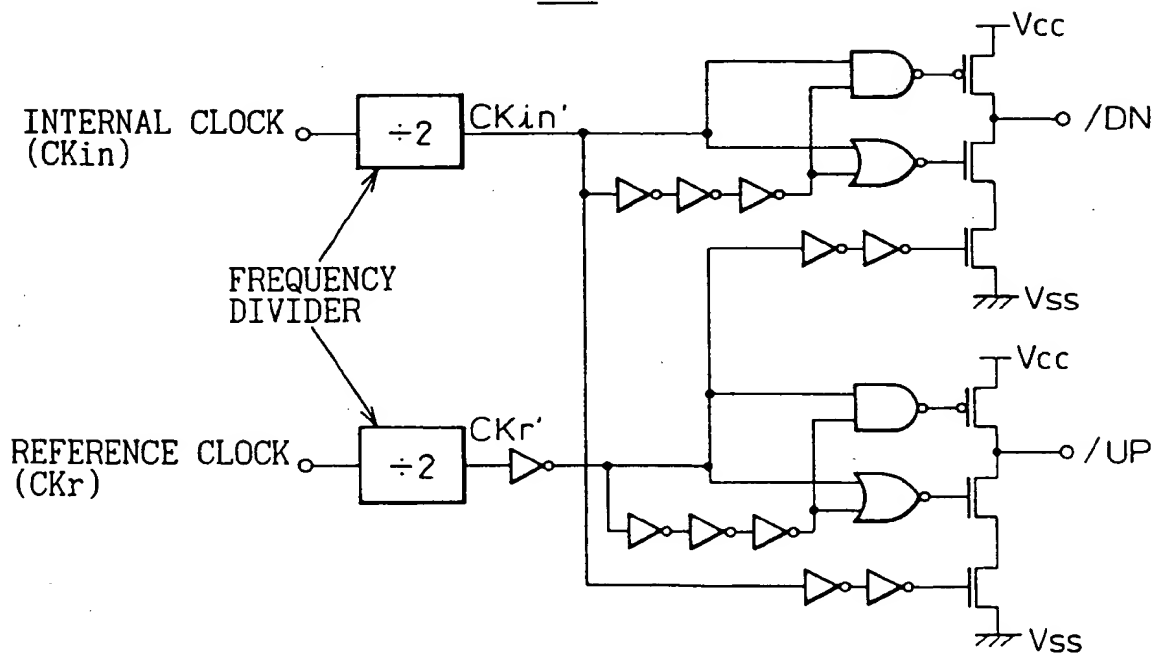 Vcc
INTERNAL CLOCK
(CKin)
÷2
CKin'
/DN
FREQUENCY
DIVIDER
Vss
Vcc
REFERENCE CLOCK
(CKr)
÷2
CKr'
/UP
Vss